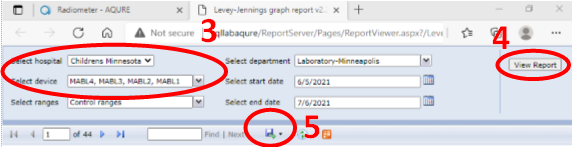 Radiometer - AQURE
Levey-Jennings graph report v2.
3
Not secure
qllabaqure/ReportServer/Pages/ReportViewer.aspx?/Leve
4
Select hospital Childrens Minnesota Select department Laboratory-Minneapolis View Report
Select device MABL4, MABL3, MABL2, MABL1 Select start date 6/5/2021
Select ranges Control ranges Select end date 7/6/2021
1 of 44 Find | Next 5